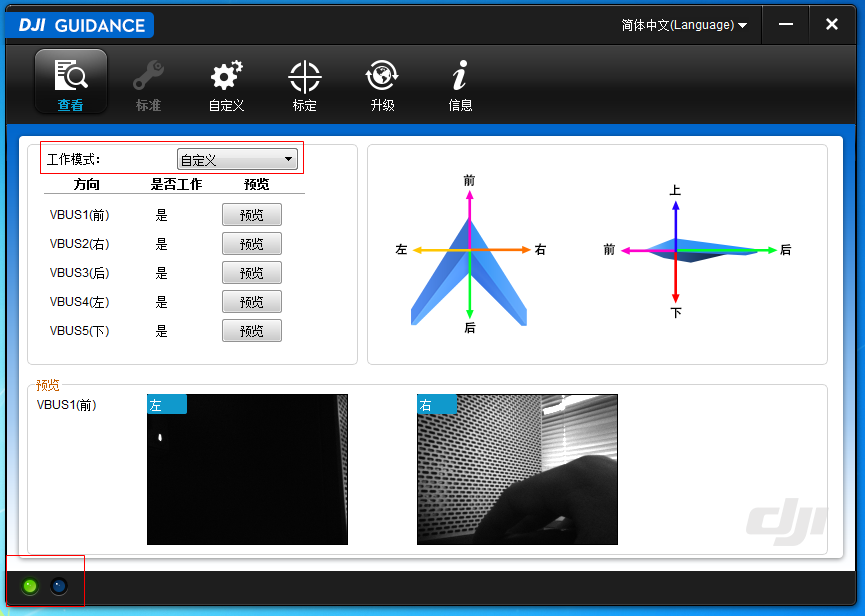 DJI GUIDANCE
简体中文(Language)
查看 标准 自定义 标定 升级 信息
工作模式： 自定义
方向 是否工作 预览
VBUS1(前) 是 预览
VBUS2(右) 是 预览
VBUS3(后) 是 预览
VBUS4(左) 是 预览
VBUS5(下) 是 预览
前
左 右
后
上
前 后
下
预览
VBUS1(前)
左
右
dji